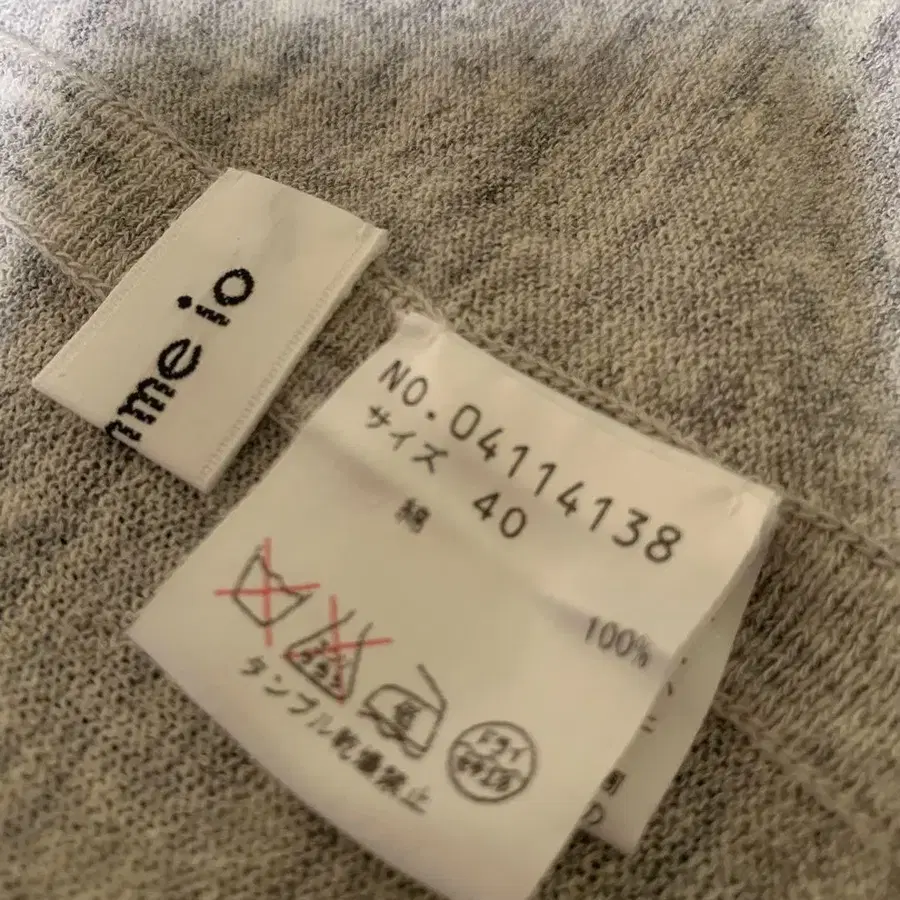 mme io
NO.04114138
サイズ 40
綿 100%
タンブル乾燥禁止
ドライ